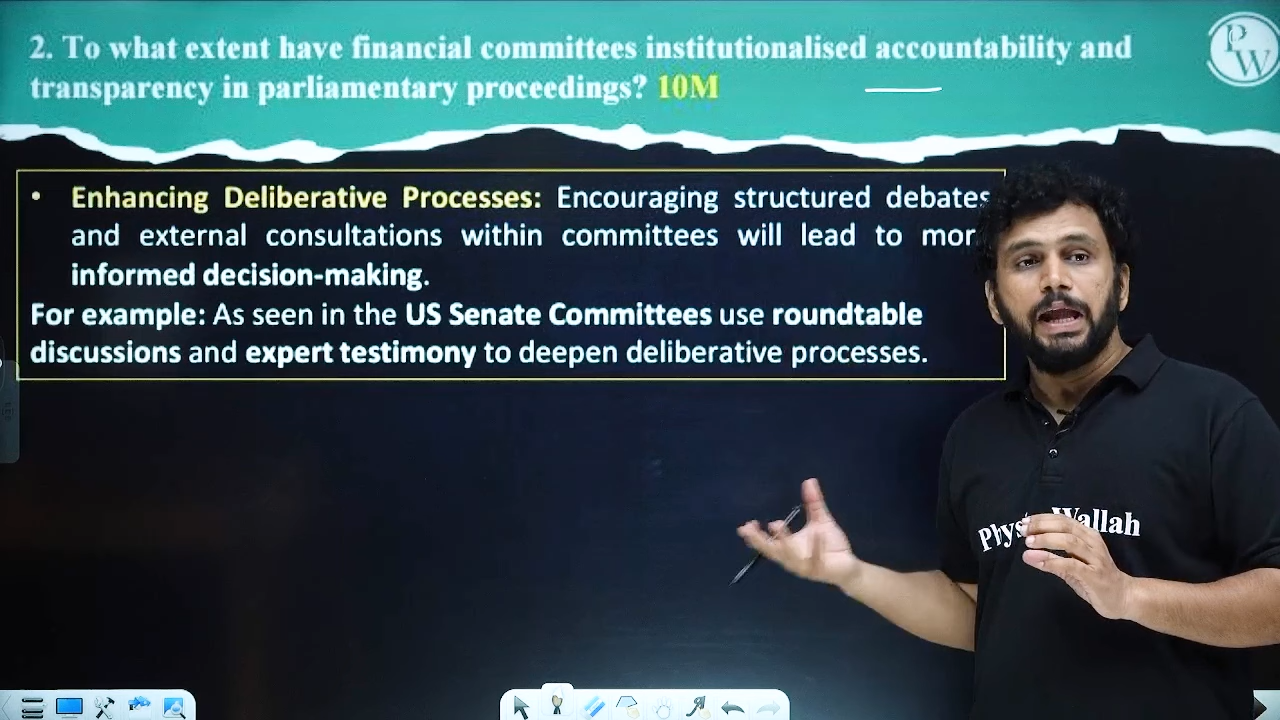 2. To what extent have financial committees institutionalised accountability and
transparency in parliamentary proceedings? 10M
PW
• Enhancing Deliberative Processes: Encouraging structured debates
and external consultations within committees will lead to mor
informed decision-making.
For example: As seen in the US Senate Committees use roundtable
discussions and expert testimony to deepen deliberative processes.
Wallah